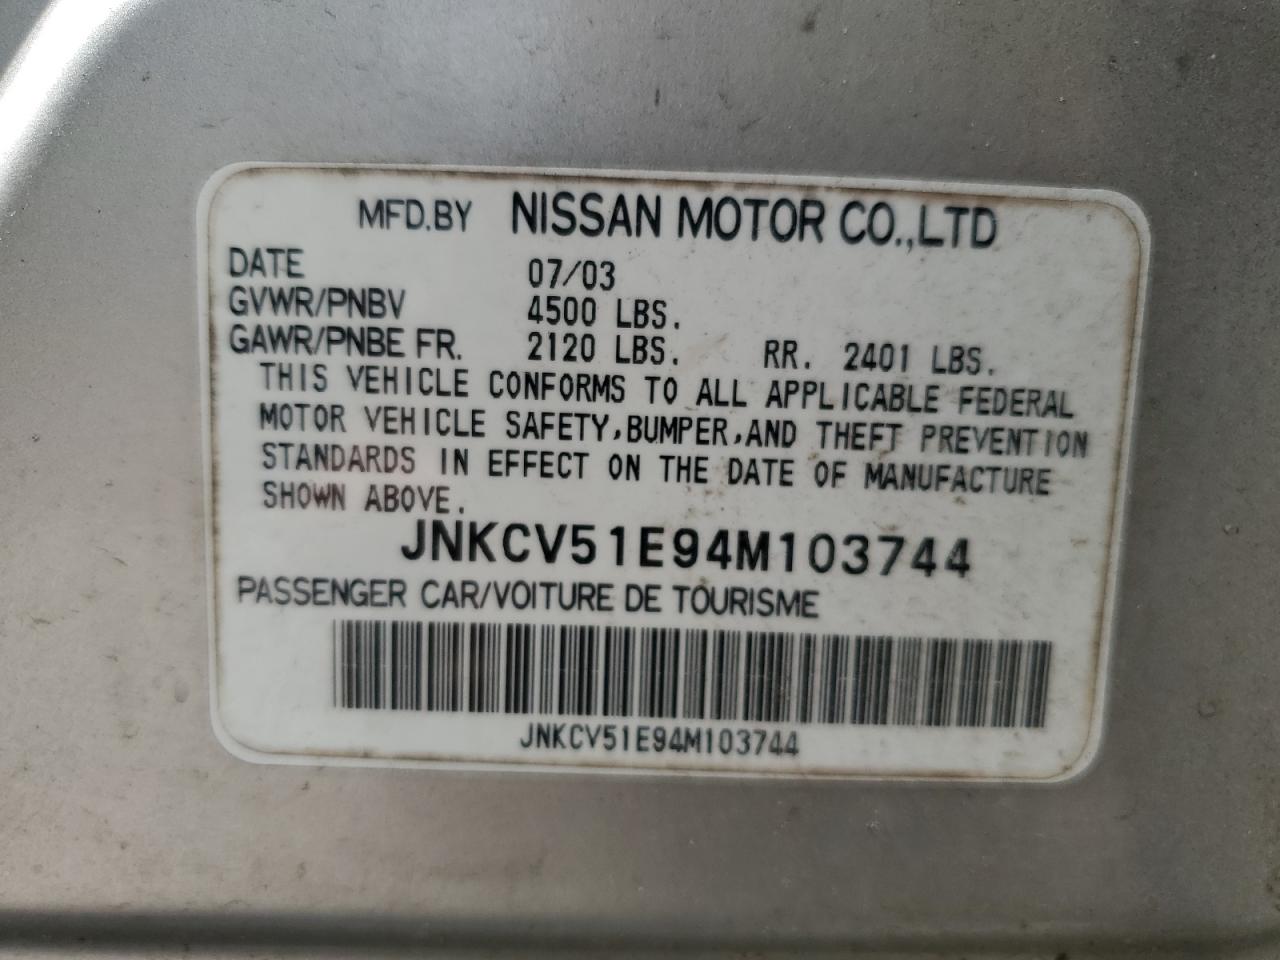 MFD.BY NISSAN MOTOR CO.,LTD
DATE 07/03
GVWR/PNBV 4500 LBS.
GAWR/PNBE FR. 2120 LBS. RR. 2401 LBS.
THIS VEHICLE CONFORMS TO ALL APPLICABLE FEDERAL
MOTOR VEHICLE SAFETY,BUMPER,AND THEFT PREVENTION
STANDARDS IN EFFECT ON THE DATE OF MANUFACTURE
SHOWN ABOVE.
JNKCV51E94M103744
PASSENGER CAR/VOITURE DE TOURISME
JNKCV51E94M103744